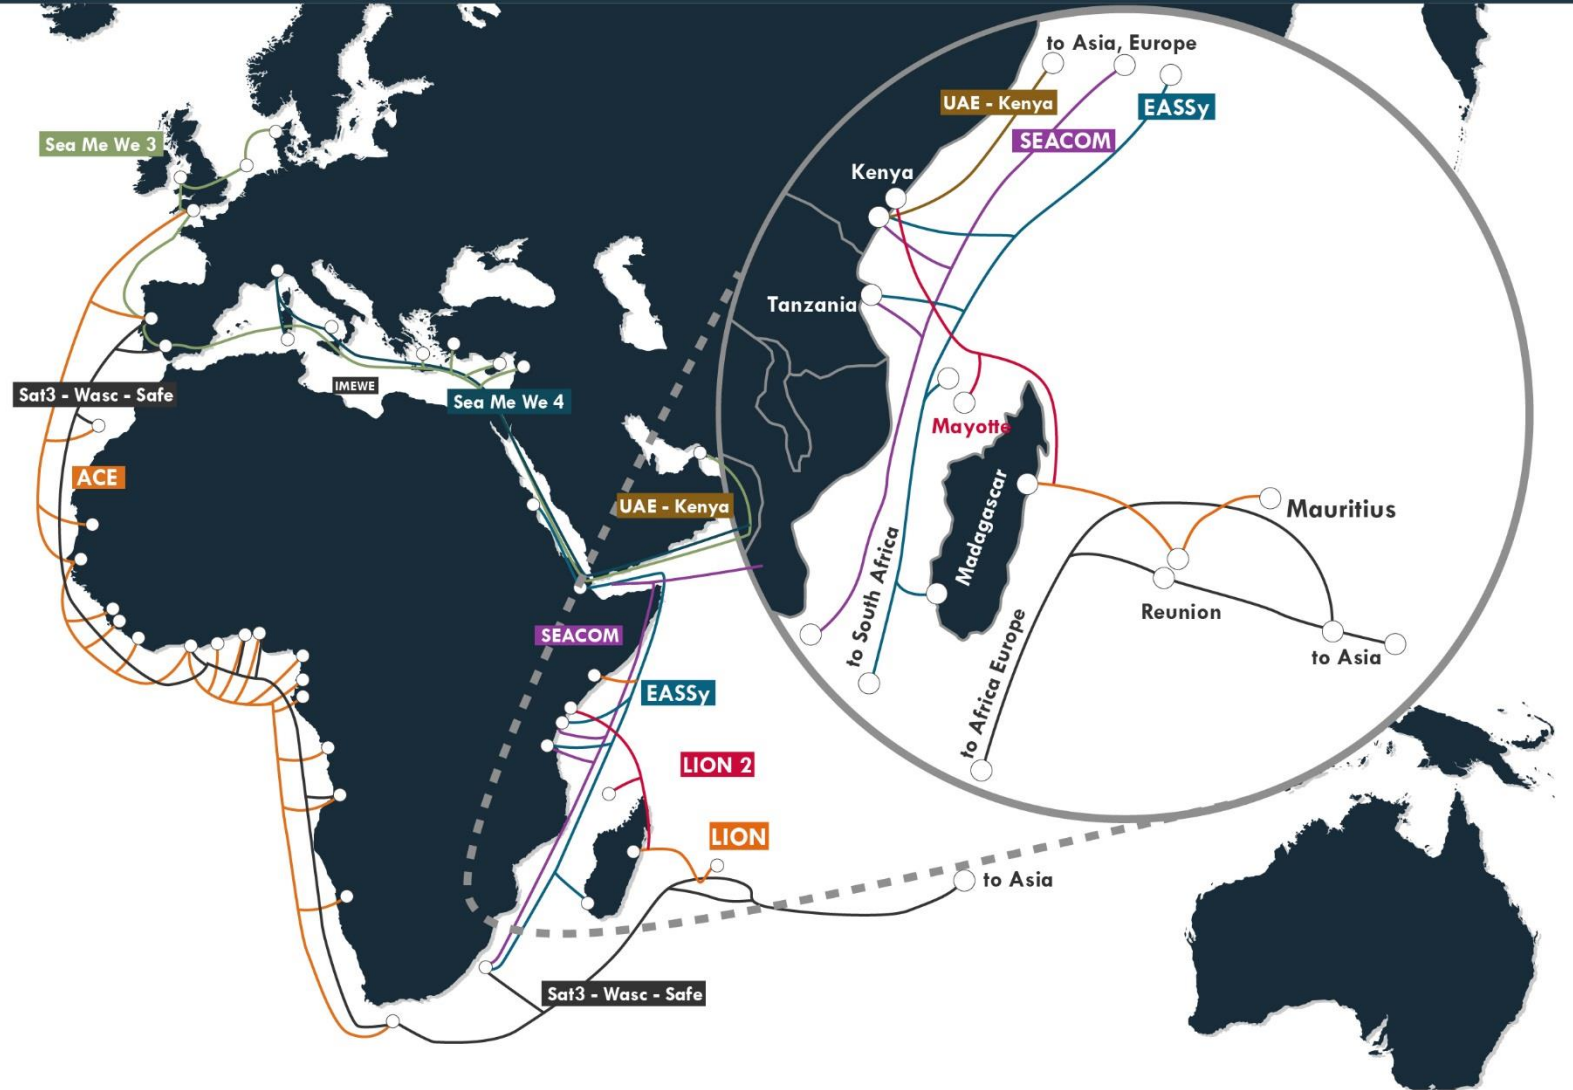 to Asia, Europe
UAE - Kenya
EASSy
SEACOM
Sea Me We 3
Kenya
Tanzania
Sat3 - Wasc - Safe
IMEWE
Sea Me We 4
Mayotte
ACE
UAE - Kenya
Madagascar
Mauritius
to South Africa
Reunion
SEACOM
to Africa Europe
to Asia
EASSy
LION 2
LION
to Asia
Sat3 - Wasc - Safe